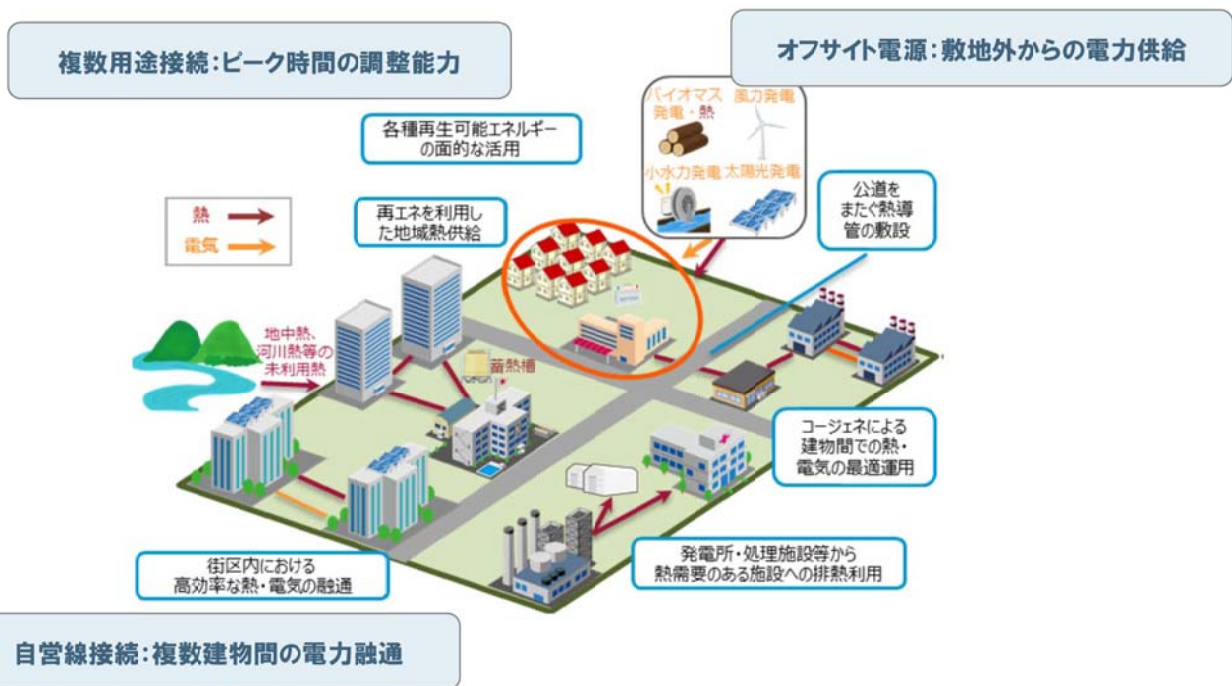 複数用途接続：ピーク時間の調整能力
オフサイト電源：敷地外からの電力供給
各種再生可能エネルギー
の面的な活用
バイオマス
発電・熱
風力発電
小水力発電
太陽光発電
熱
電気
再エネを利用し
た地域熱供給
公道を
またぐ熱導
管の敷設
地中熱、
河川熱等の
未利用熱
蓄熱槽
コージェネによる
建物間での熱・
電気の最適運用
街区内における
高効率な熱・電気の融通
発電所・処理施設等から
熱需要のある施設への排熱利用
自営線接続：複数建物間の電力融通